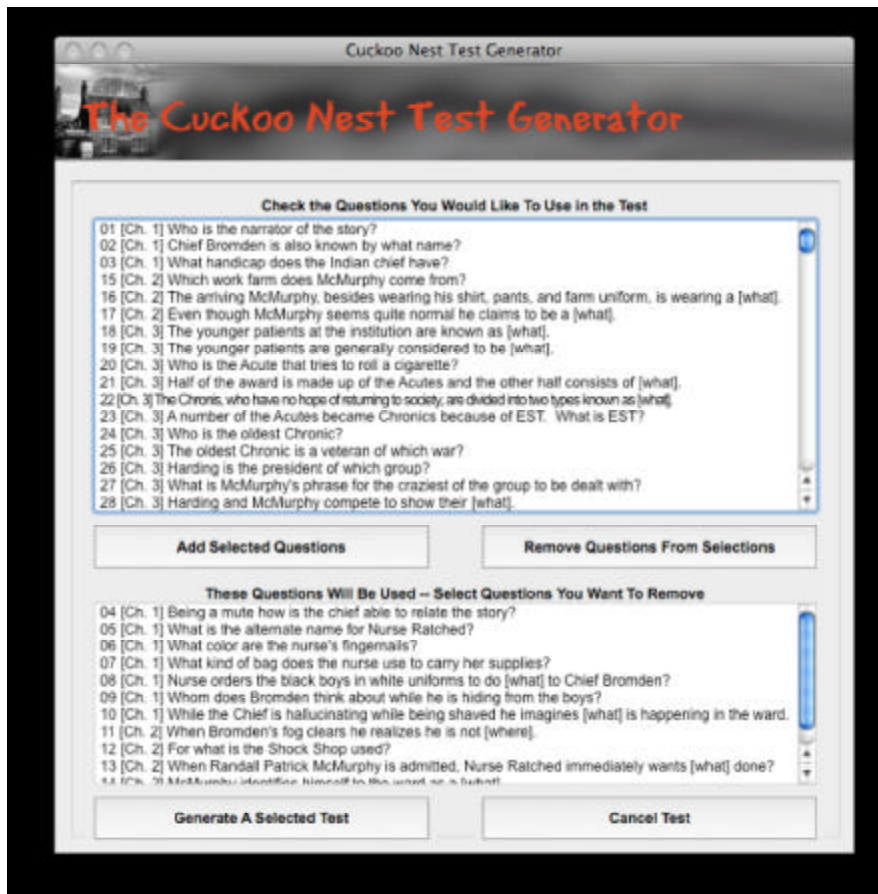 Cuckoo Nest Test Generator
The Cuckoo Nest Test Generator
Check the Questions You Would Like To Use in the Test
01 [Ch. 1] Who is the narrator of the story?
02 [Ch. 1] Chief Bromden is also known by what name?
03 [Ch. 1] What handicap does the Indian chief have?
15 [Ch. 2] Which work farm does McMurphy come from?
16 [Ch. 2] The arriving McMurphy, besides wearing his shirt, pants, and farm uniform, is wearing a [what].
17 [Ch. 2] Even though McMurphy seems quite normal he claims to be a [what].
18 [Ch. 3] The younger patients at the institution are known as [what].
19 [Ch. 3] The younger patients are generally considered to be [what].
20 [Ch. 3] Who is the Acute that tries to roll a cigarette?
21 [Ch. 3] Half of the award is made up of the Acutes and the other half consists of [what].
22 [Ch. 3] The Chronis, who have no hope of returning to society, are divided into two types known as [what].
23 [Ch. 3] A number of the Acutes became Chronics because of EST. What is EST?
24 [Ch. 3] Who is the oldest Chronic?
25 [Ch. 3] The oldest Chronic is a veteran of which war?
26 [Ch. 3] Harding is the president of which group?
27 [Ch. 3] What is McMurphy's phrase for the craziest of the group to be dealt with?
28 [Ch. 3] Harding and McMurphy compete to show their [what].
Add Selected Questions
Remove Questions From Selections
These Questions Will Be Used -- Select Questions You Want To Remove
04 [Ch. 1] Being a mute how is the chief able to relate the story?
05 [Ch. 1] What is the alternate name for Nurse Ratched?
06 [Ch. 1] What color are the nurse's fingernails?
07 [Ch. 1] What kind of bag does the nurse use to carry her supplies?
08 [Ch. 1] Nurse orders the black boys in white uniforms to do [what] to Chief Bromden?
09 [Ch. 1] Whom does Bromden think about while he is hiding from the boys?
10 [Ch. 1] While the Chief is hallucinating while being shaved he imagines [what] is happening in the ward.
11 [Ch. 2] When Bromden's fog clears he realizes he is not [where].
12 [Ch. 2] For what is the Shock Shop used?
13 [Ch. 2] When Randall Patrick McMurphy is admitted, Nurse Ratched immediately wants [what] done?
14 [Ch. 2] McMurphy identifies himself to the ward as a [what].
Generate A Selected Test
Cancel Test